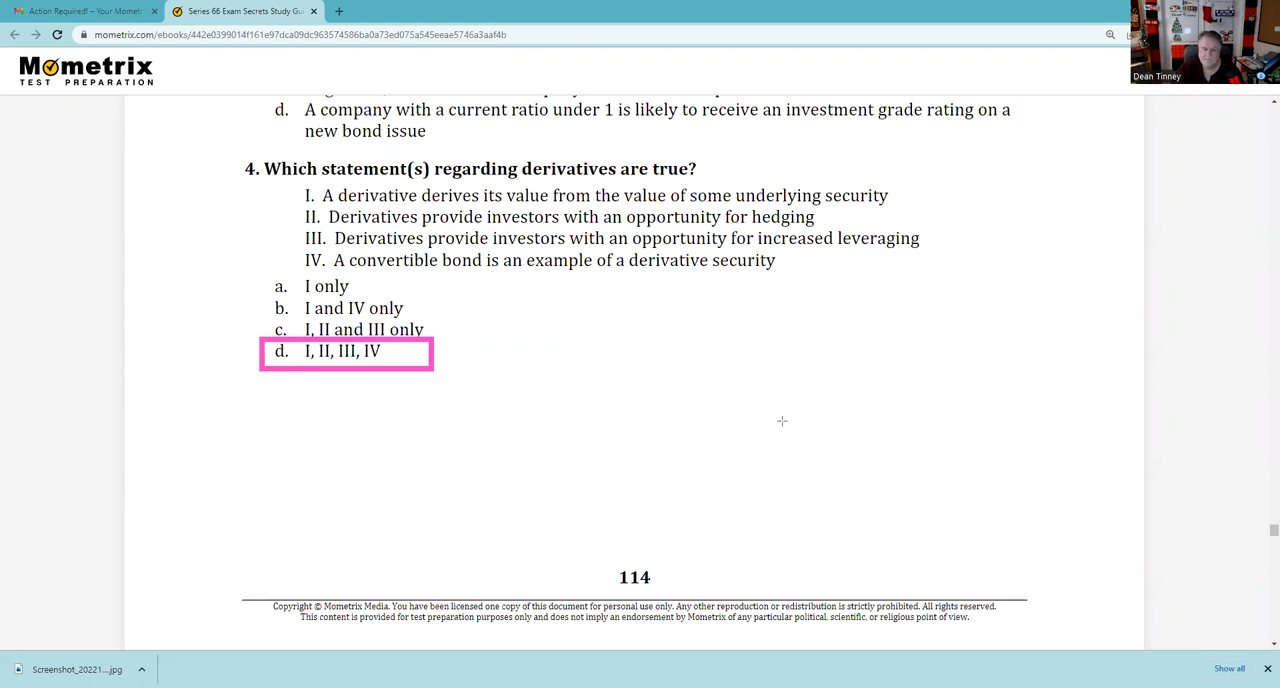 Action Required! – Your Mometr
Series 66 Exam Secrets Study Gui
mometrix.com/ebooks/442e0399014f161e97dca09dc963574586ba0a73ed075a545eeae5746a3aaf4b
Mometrix
TEST PREPARATION
Dean Tinney
d. A company with a current ratio under 1 is likely to receive an investment grade rating on a
new bond issue
4. Which statement(s) regarding derivatives are true?
I. A derivative derives its value from the value of some underlying security
II. Derivatives provide investors with an opportunity for hedging
III. Derivatives provide investors with an opportunity for increased leveraging
IV. A convertible bond is an example of a derivative security
a. I only
b. I and IV only
c. I, II and III only
d. I, II, III, IV
114
Copyright © Mometrix Media. You have been licensed one copy of this document for personal use only. Any other reproduction or redistribution is strictly prohibited. All rights reserved.
This content is provided for test preparation purposes only and does not imply an endorsement by Mometrix of any particular political, scientific, or religious point of view.
Screenshot_20221....jpg
Show all